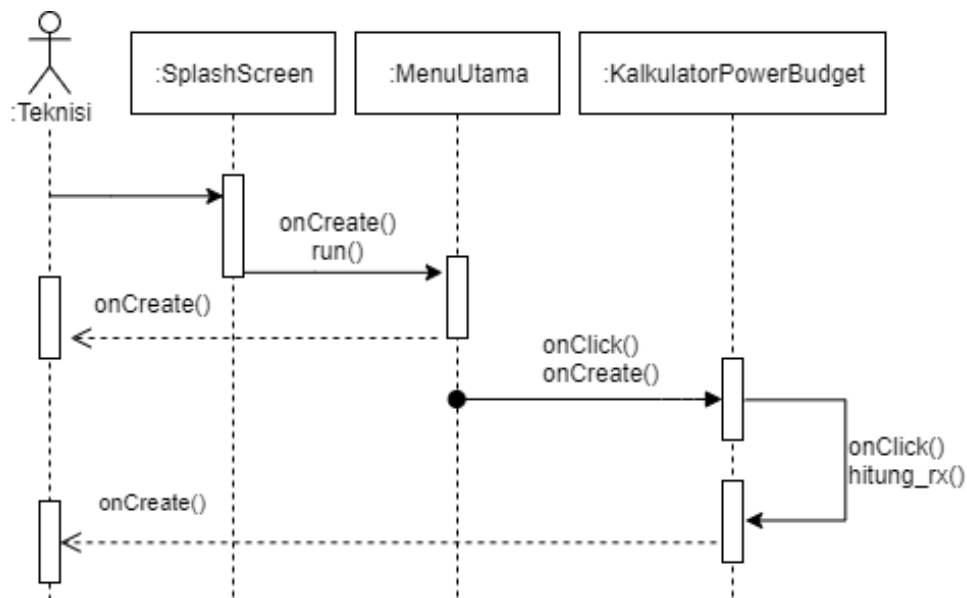 :SplashScreen
:MenuUtama
:KalkulatorPowerBudget
:Teknisi
onCreate()
run()
onCreate()
onClick()
onCreate()
onClick()
hitung_rx()
onCreate()